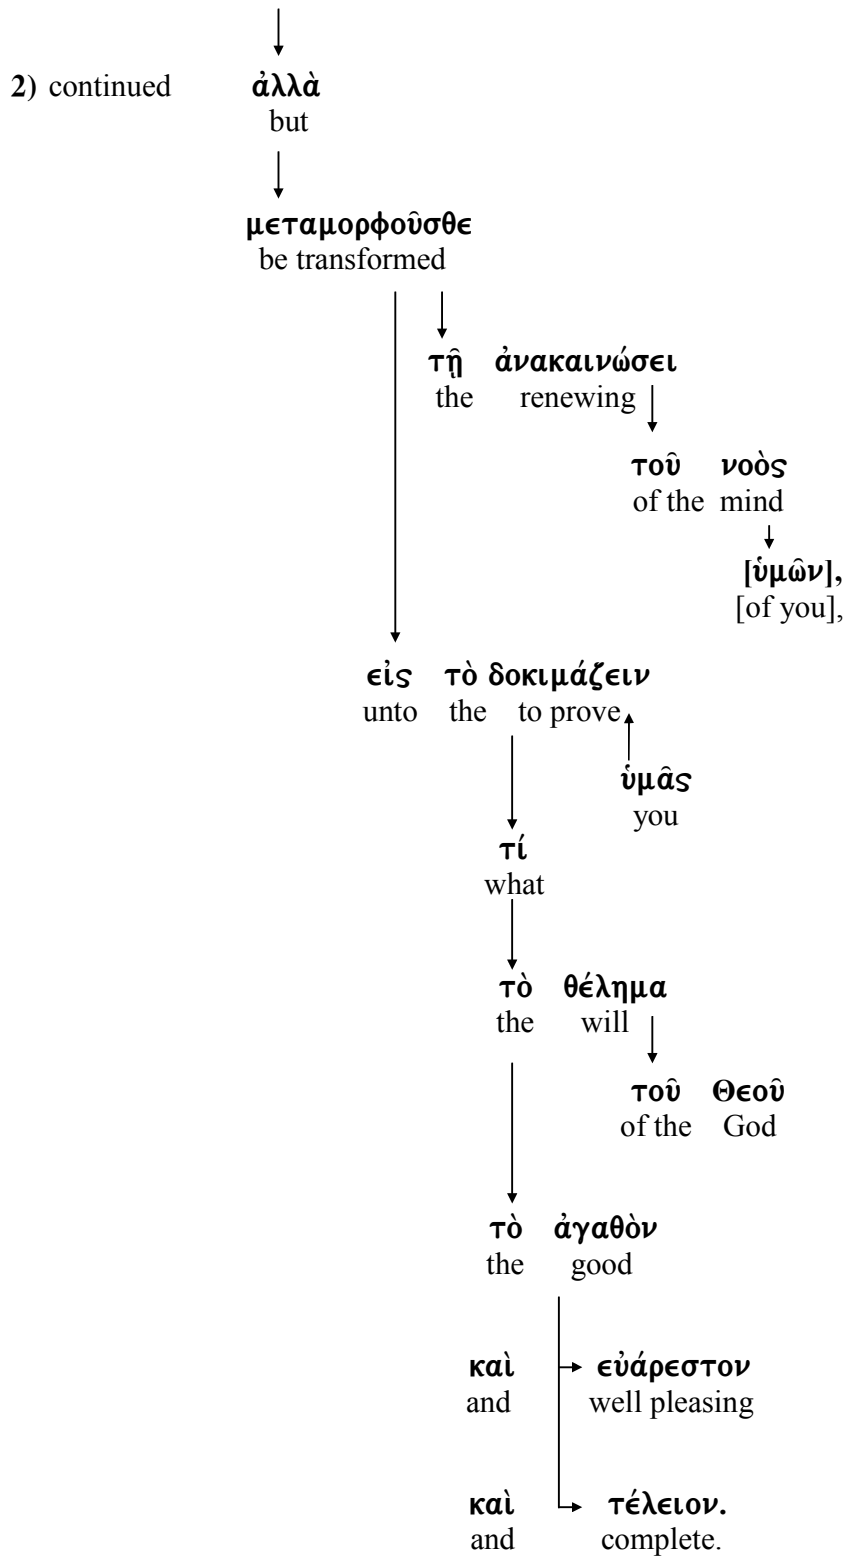 2) continued ἀλλὰ
but
μεταμορφοῦσθε
be transformed
τῇ ἀνακαινώσει
the renewing
τοῦ νοὸς
of the mind
[ὑμῶν],
[of you],
εἰς τὸ δοκιμάζειν
unto the to prove
ὑμᾶς
you
τί
what
τὸ θέλημα
the will
τοῦ Θεοῦ
of the God
τὸ ἀγαθὸν
the good
καὶ εὐάρεστον
and well pleasing
καὶ τέλειον.
and complete.